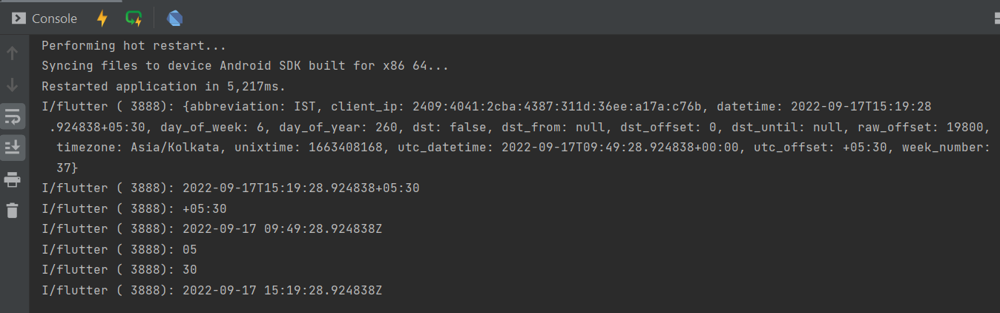 Console
Performing hot restart...
Syncing files to device Android SDK built for x86 64...
Restarted application in 5,217ms.
I/flutter ( 3888): {abbreviation: IST, client_ip: 2409:4041:2cba:4387:311d:36ee:a17a:c76b, datetime: 2022-09-17T15:19:28
.924838+05:30, day_of_week: 6, day_of_year: 260, dst: false, dst_from: null, dst_offset: 0, dst_until: null, raw_offset: 19800,
timezone: Asia/Kolkata, unixtime: 1663408168, utc_datetime: 2022-09-17T09:49:28.924838+00:00, utc_offset: +05:30, week_number:
37}
I/flutter ( 3888): 2022-09-17T15:19:28.924838+05:30
I/flutter ( 3888): +05:30
I/flutter ( 3888): 2022-09-17 09:49:28.924838Z
I/flutter ( 3888): 05
I/flutter ( 3888): 30
I/flutter ( 3888): 2022-09-17 15:19:28.924838Z